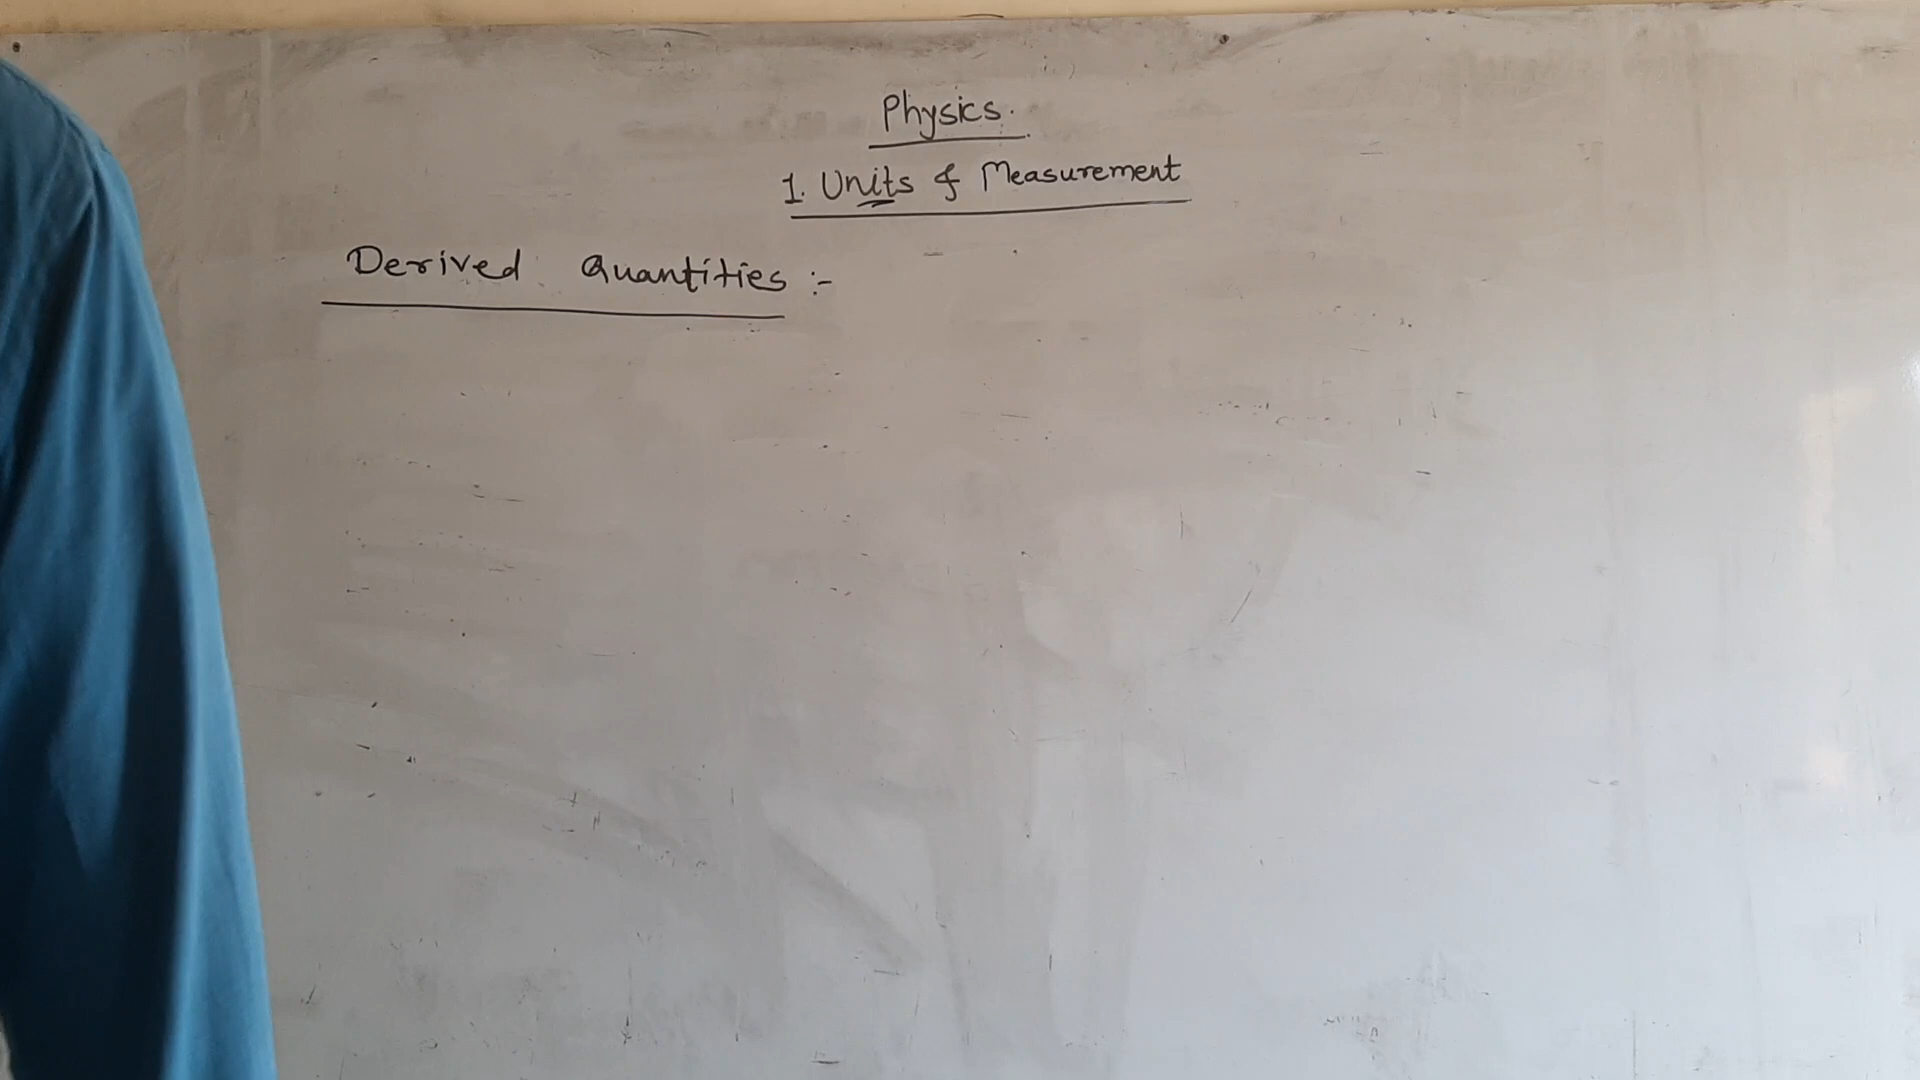 Physics.
1. Units & Measurement
Derived Quantities :-